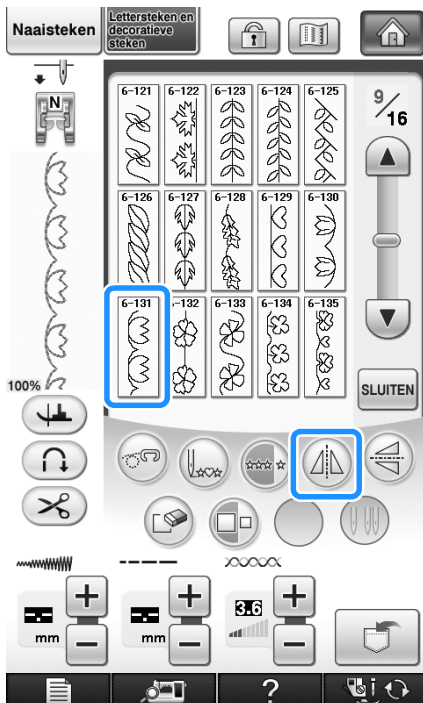 Naaisteken
Lettersteken en
decoratieve
steken
N
6-121 6-122 6-123 6-124 6-125
9/16
6-126 6-127 6-128 6-129 6-130
6-131 6-132 6-133 6-134 6-135
100%
SLUITEN
3.6
mm mm
?